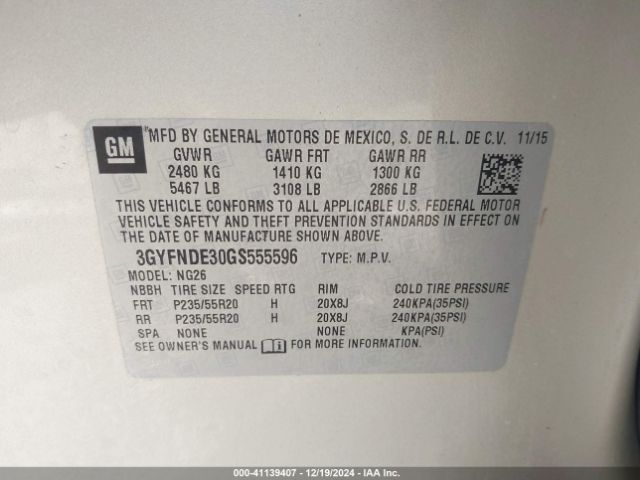 GM
MFD BY GENERAL MOTORS DE MEXICO, S. DE R.L. DE C.V. 11/15
GVWR GAWR FRT GAWR RR
2480 KG 1410 KG 1300 KG
5467 LB 3108 LB 2866 LB
THIS VEHICLE CONFORMS TO ALL APPLICABLE U.S. FEDERAL MOTOR
VEHICLE SAFETY AND THEFT PREVENTION STANDARDS IN EFFECT ON
THE DATE OF MANUFACTURE SHOWN ABOVE.
3GYFNDE30GS555596 TYPE: M.P.V.
MODEL: NG26
NBBH TIRE SIZE SPEED RTG RIM COLD TIRE PRESSURE
FRT P235/55R20 H 20X8J 240KPA(35PSI)
RR P235/55R20 H 20X8J 240KPA(35PSI)
SPA NONE NONE KPA(PSI)
SEE OWNER'S MANUAL FOR MORE INFORMATION.
000-41139407 • 12/19/2024 • IAA Inc.